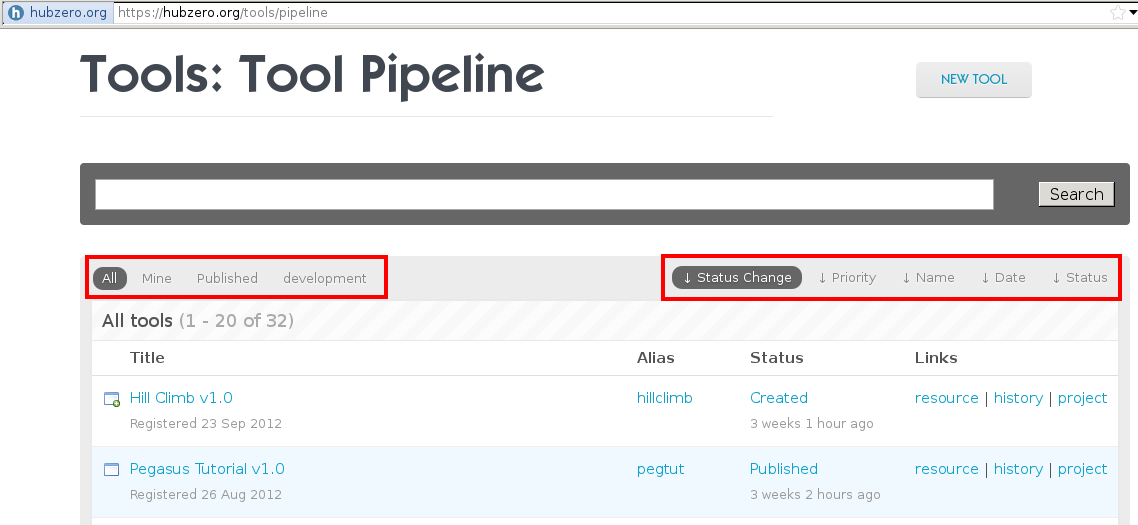 hubzero.org https://hubzero.org/tools/pipeline
Tools: Tool Pipeline
NEW TOOL
Search
All Mine Published development
↓ Status Change ↓ Priority ↓ Name ↓ Date ↓ Status
All tools (1 - 20 of 32)
Title Alias Status Links
Hill Climb v1.0 hillclimb Created resource | history | project
Registered 23 Sep 2012 3 weeks 1 hour ago
Pegasus Tutorial v1.0 pegtut Published resource | history | project
Registered 26 Aug 2012 3 weeks 2 hours ago